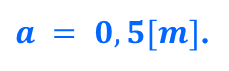 a = 0,5[m].